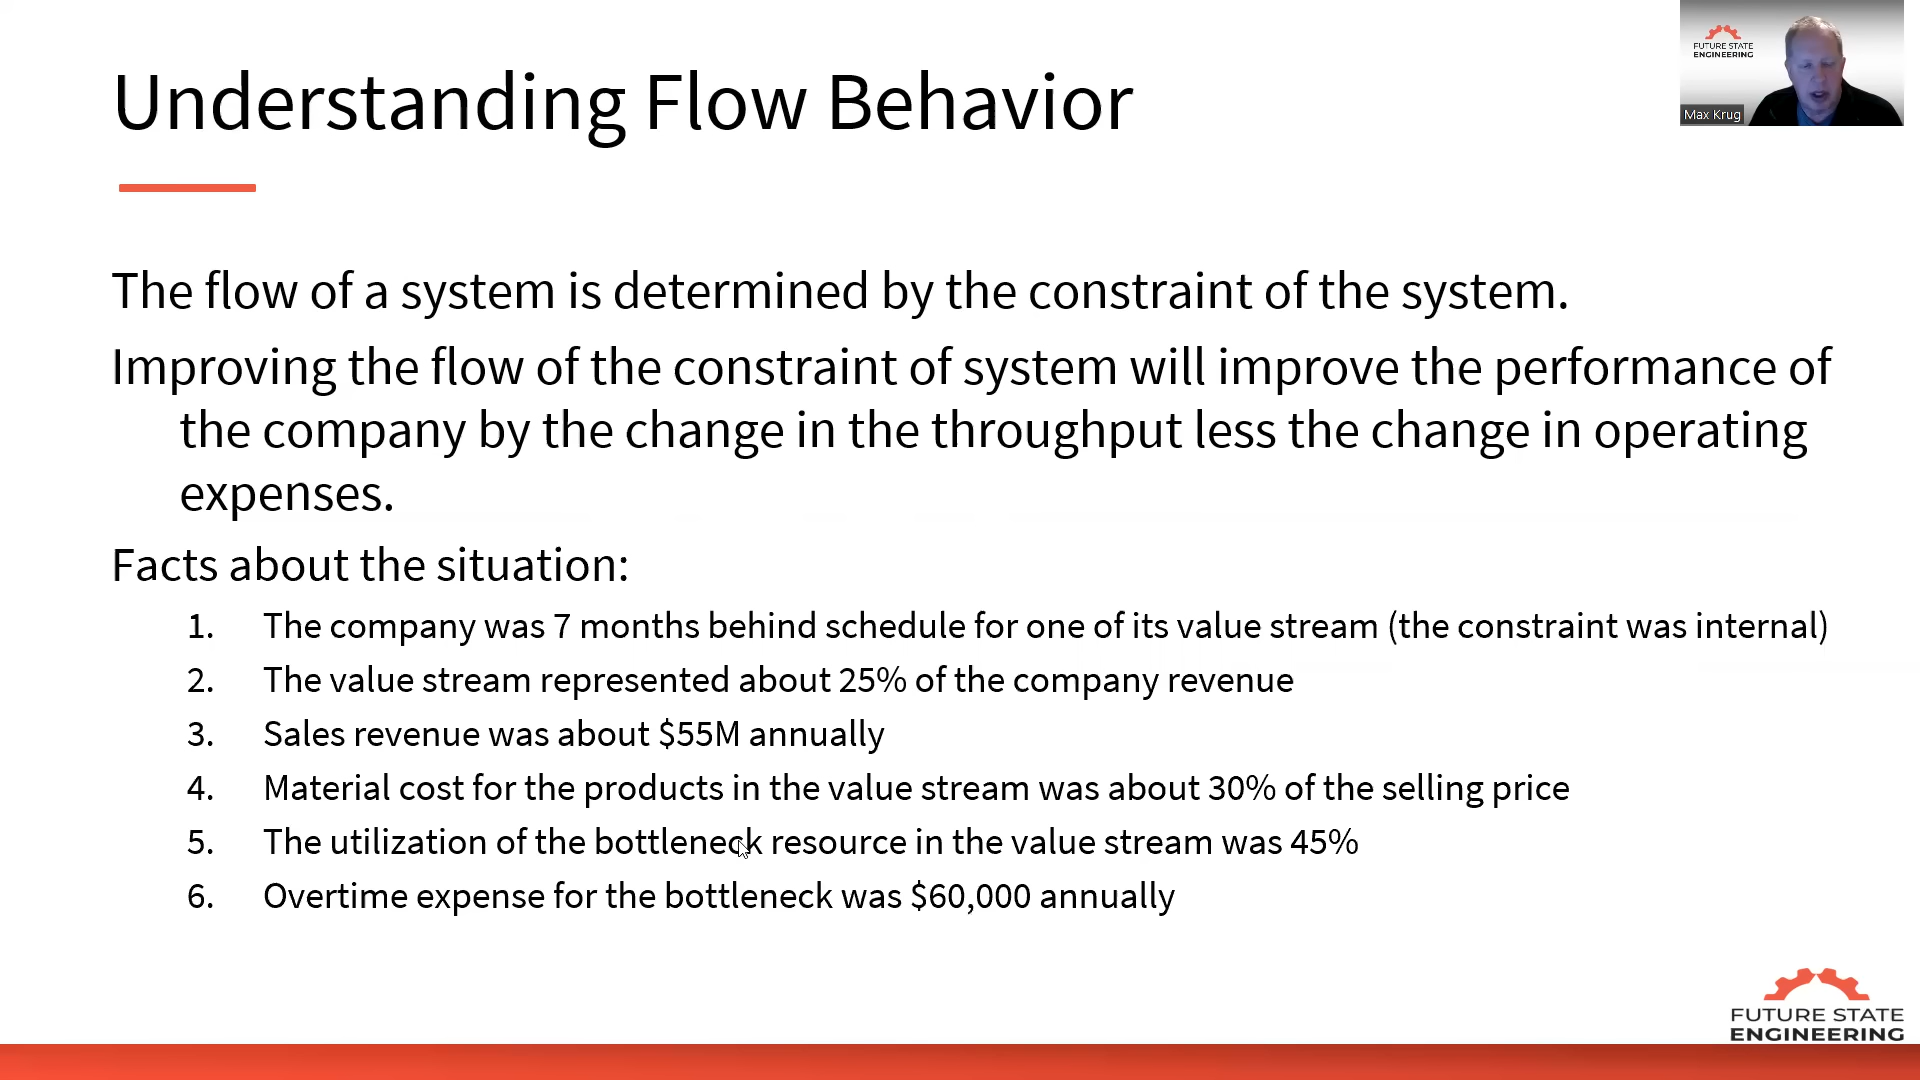 Understanding Flow Behavior
FUTURE STATE
ENGINEERING
Max Krug
The flow of a system is determined by the constraint of the system.
Improving the flow of the constraint of system will improve the performance of
the company by the change in the throughput less the change in operating
expenses.
Facts about the situation:
1. The company was 7 months behind schedule for one of its value stream (the constraint was internal)
2. The value stream represented about 25% of the company revenue
3. Sales revenue was about $55M annually
4. Material cost for the products in the value stream was about 30% of the selling price
5. The utilization of the bottleneck resource in the value stream was 45%
6. Overtime expense for the bottleneck was $60,000 annually
FUTURE STATE
ENGINEERING